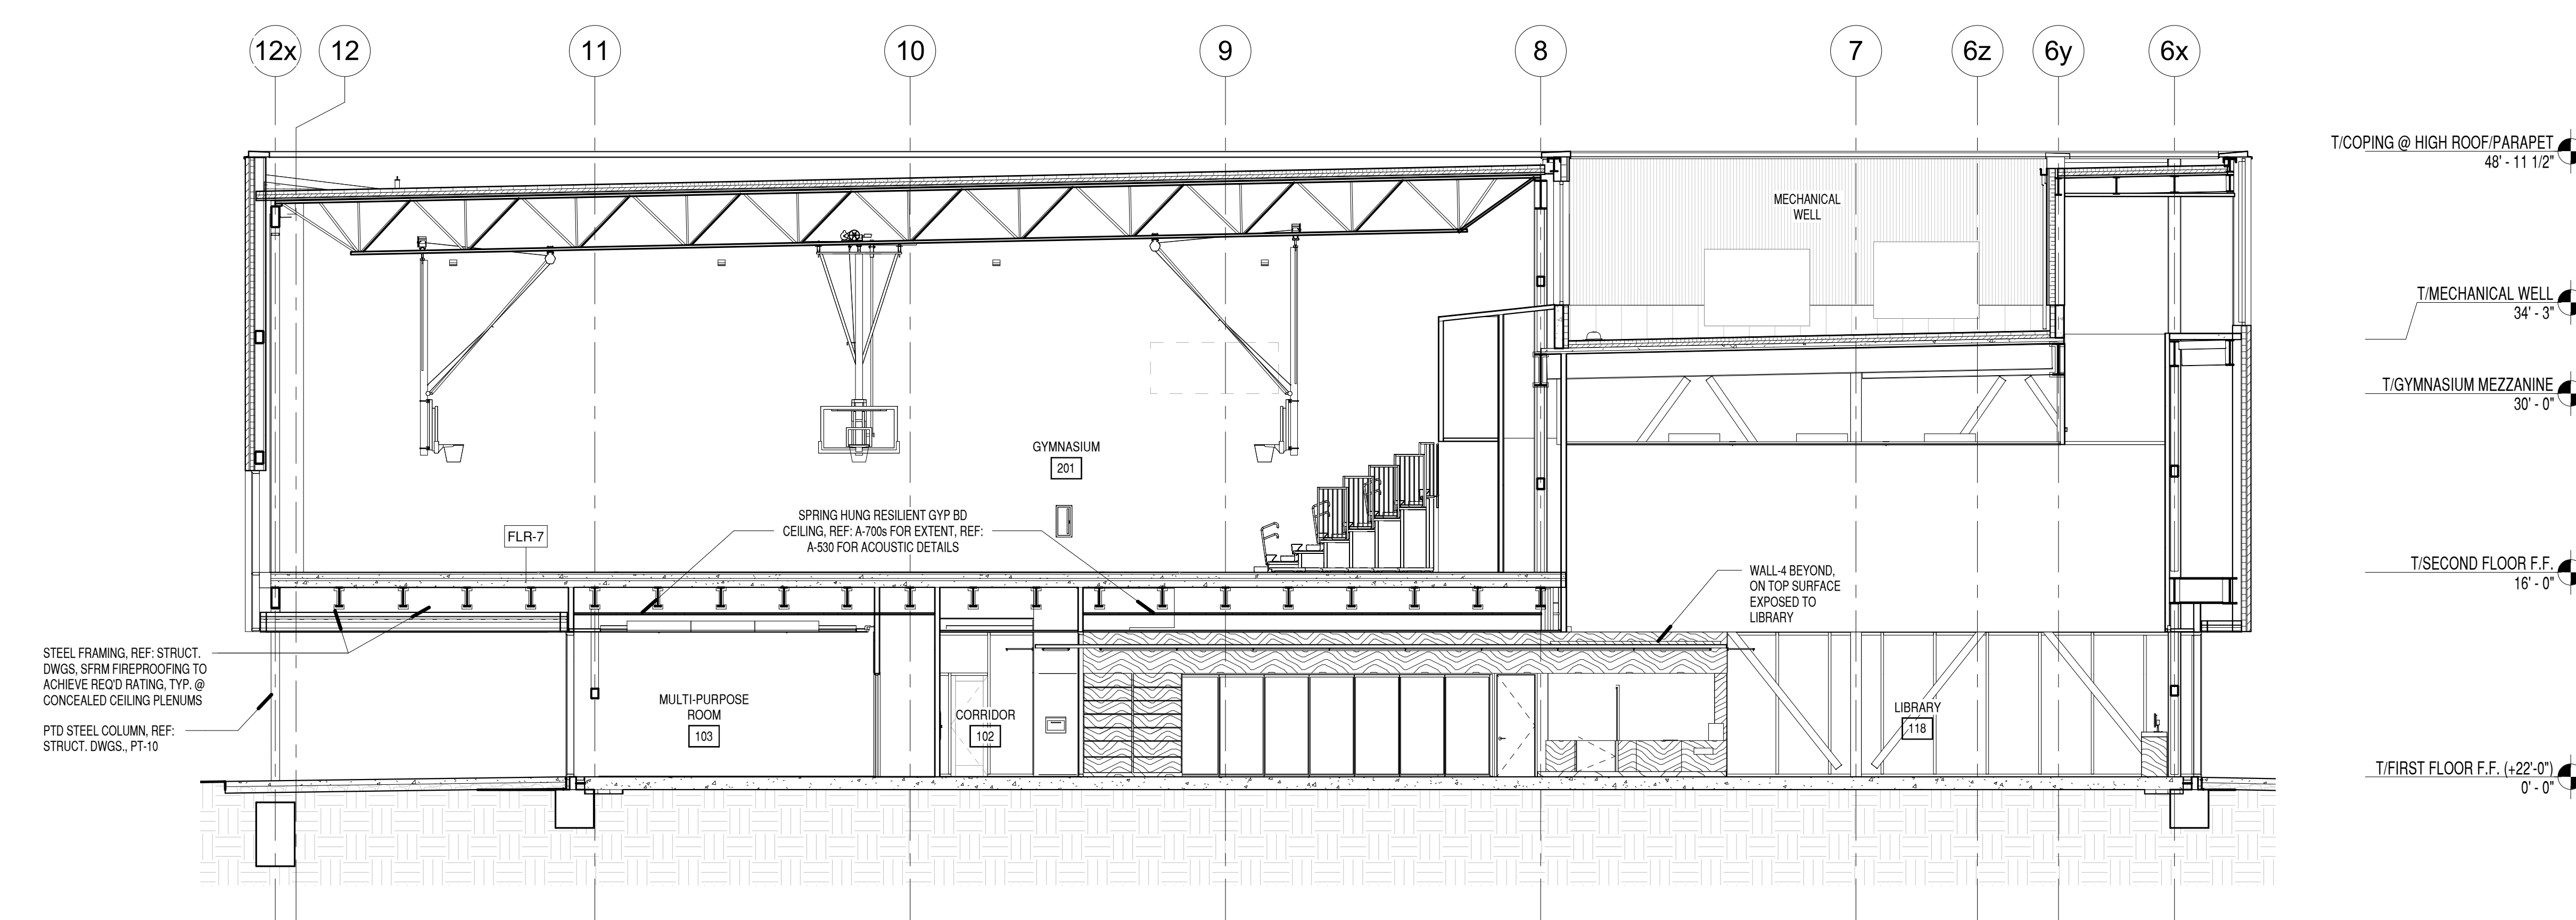 12x
12
11
10
9
8
7
6z
6y
6x
T/COPING @ HIGH ROOF/PARAPET
48' - 11 1/2"
MECHANICAL
WELL
T/MECHANICAL WELL
34' - 3"
T/GYMNASIUM MEZZANINE
30' - 0"
GYMNASIUM
201
SPRING HUNG RESILIENT GYP BD
CEILING, REF: A-700s FOR EXTENT, REF:
A-530 FOR ACOUSTIC DETAILS
FLR-7
T/SECOND FLOOR F.F.
16' - 0"
WALL-4 BEYOND,
ON TOP SURFACE
EXPOSED TO
LIBRARY
STEEL FRAMING, REF: STRUCT.
DWGS, SFRM FIREPROOFING TO
ACHIEVE REQ'D RATING, TYP. @
CONCEALED CEILING PLENUMS
PTD STEEL COLUMN, REF:
STRUCT. DWGS., PT-10
MULTI-PURPOSE
ROOM
103
CORRIDOR
102
LIBRARY
118
T/FIRST FLOOR F.F. (+22'-0")
0' - 0"